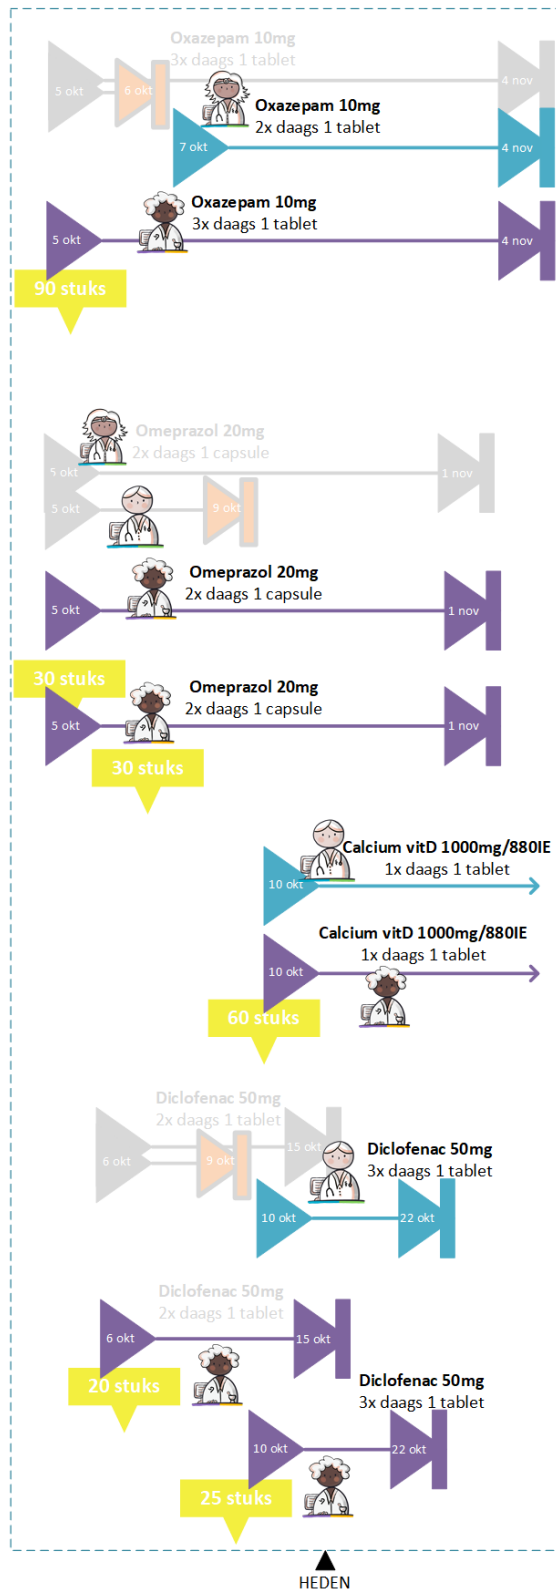 Oxazepam 10mg
3x daags 1 tablet
5 okt
6 okt
4 nov
Oxazepam 10mg
2x daags 1 tablet
7 okt
4 nov
Oxazepam 10mg
3x daags 1 tablet
5 okt
4 nov
90 stuks
Omeprazol 20mg
2x daags 1 capsule
5 okt
1 nov
5 okt
9 okt
Omeprazol 20mg
2x daags 1 capsule
5 okt
1 nov
30 stuks
Omeprazol 20mg
2x daags 1 capsule
5 okt
1 nov
30 stuks
Calcium vitD 1000mg/880IE
1x daags 1 tablet
10 okt
Calcium vitD 1000mg/880IE
1x daags 1 tablet
10 okt
60 stuks
Diclofenac 50mg
2x daags 1 tablet
15 okt
6 okt
9 okt
Diclofenac 50mg
3x daags 1 tablet
10 okt
22 okt
Diclofenac 50mg
2x daags 1 tablet
6 okt
15 okt
20 stuks
Diclofenac 50mg
3x daags 1 tablet
10 okt
22 okt
25 stuks
HEDEN